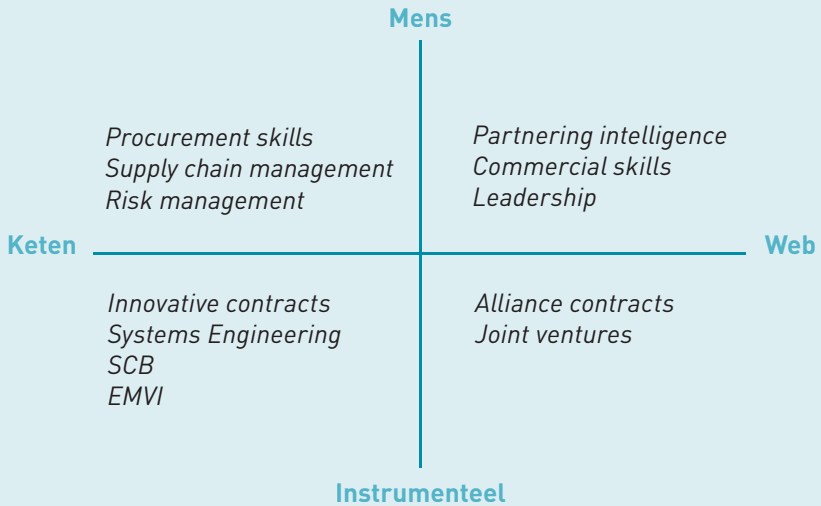 Mens
Procurement skills
Supply chain management
Risk management
Partnering intelligence
Commercial skills
Leadership
Keten
Web
Innovative contracts
Systems Engineering
SCB
EMVI
Alliance contracts
Joint ventures
Instrumenteel